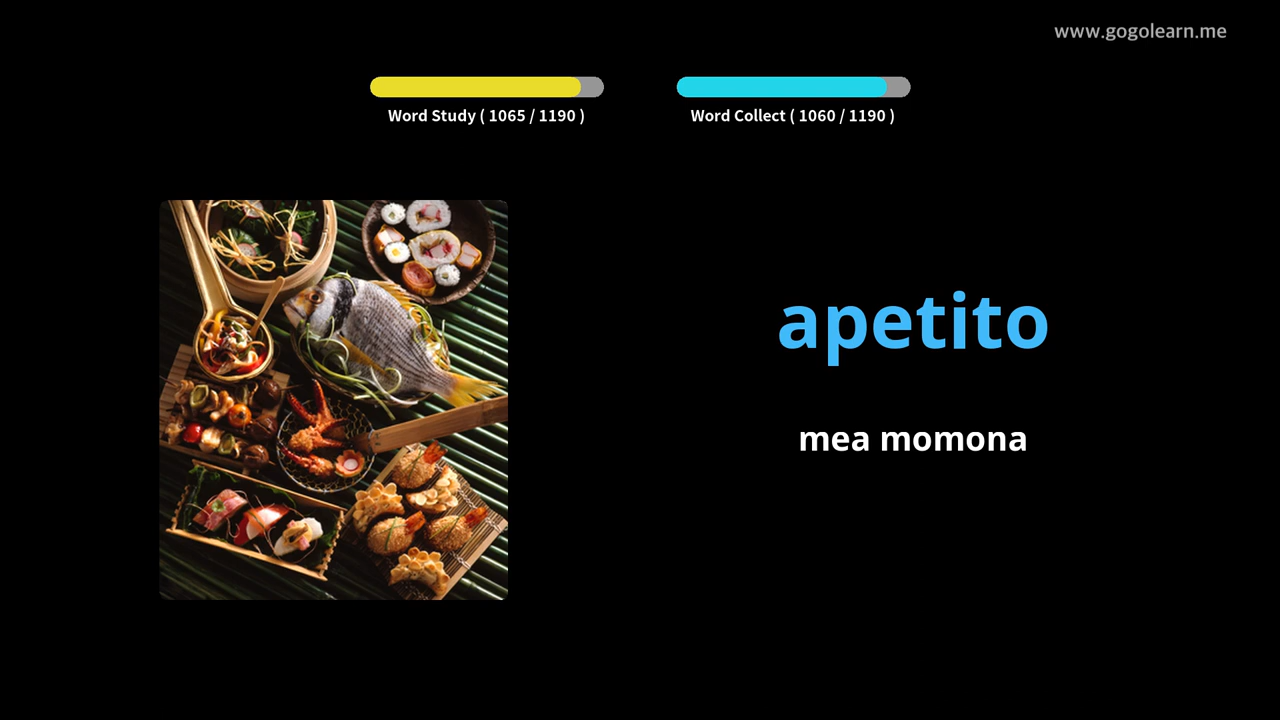 www.gogolearn.me
Word Study ( 1065 / 1190 )
Word Collect ( 1060 / 1190 )
apetito
mea momona